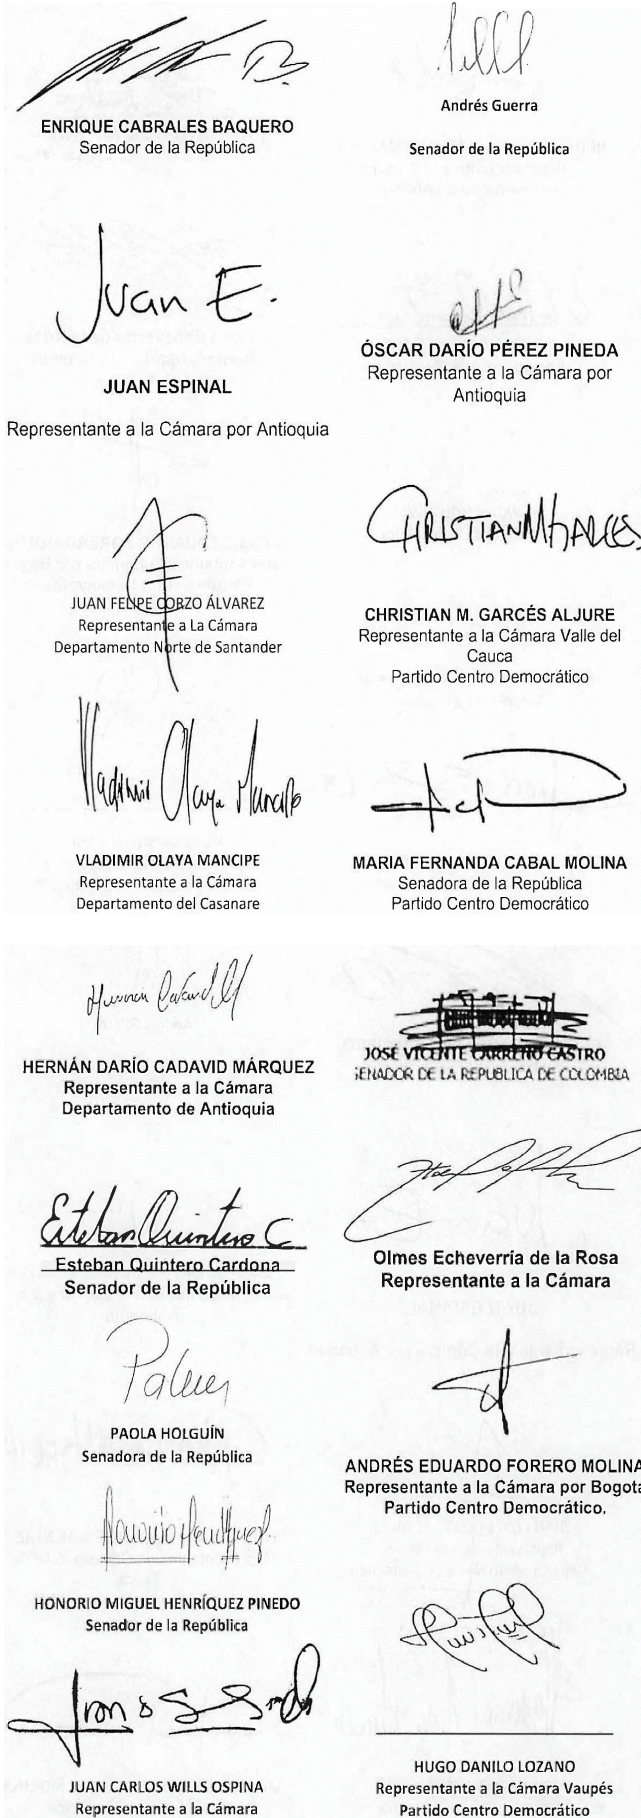 ENRIQUE CABRALES BAQUERO
Senador de la República
Andrés Guerra
Senador de la República
Juan E.
JUAN ESPINAL
Representante a la Cámara por Antioquia
ÓSCAR DARÍO PÉREZ PINEDA
Representante a la Cámara por
Antioquia
JUAN FELIPE CORZO ÁLVAREZ
Representante a La Cámara
Departamento Norte de Santander
CHRISTIAN M. GARCÉS ALJURE
Representante a la Cámara Valle del
Cauca
Partido Centro Democrático
Vladimir Olaya Mancipe
VLADIMIR OLAYA MANCIPE
Representante a la Cámara
Departamento del Casanare
MARIA FERNANDA CABAL MOLINA
Senadora de la República
Partido Centro Democrático
HERNÁN DARÍO CADAVID MÁRQUEZ
Representante a la Cámara
Departamento de Antioquia
JOSÉ VICENTE CARREÑO CASTRO
SENADOR DE LA REPUBLICA DE COLOMBIA
Esteban Quintero C
Esteban Quintero Cardona
Senador de la República
Olmes Echeverría de la Rosa
Representante a la Cámara
PAOLA HOLGUÍN
Senadora de la República
ANDRÉS EDUARDO FORERO MOLINA
Representante a la Cámara por Bogotá
Partido Centro Democrático.
HONORIO MIGUEL HENRÍQUEZ PINEDO
Senador de la República
JUAN CARLOS WILLS OSPINA
Representante a la Cámara
HUGO DANILO LOZANO
Representante a la Cámara Vaupés
Partido Centro Democrático